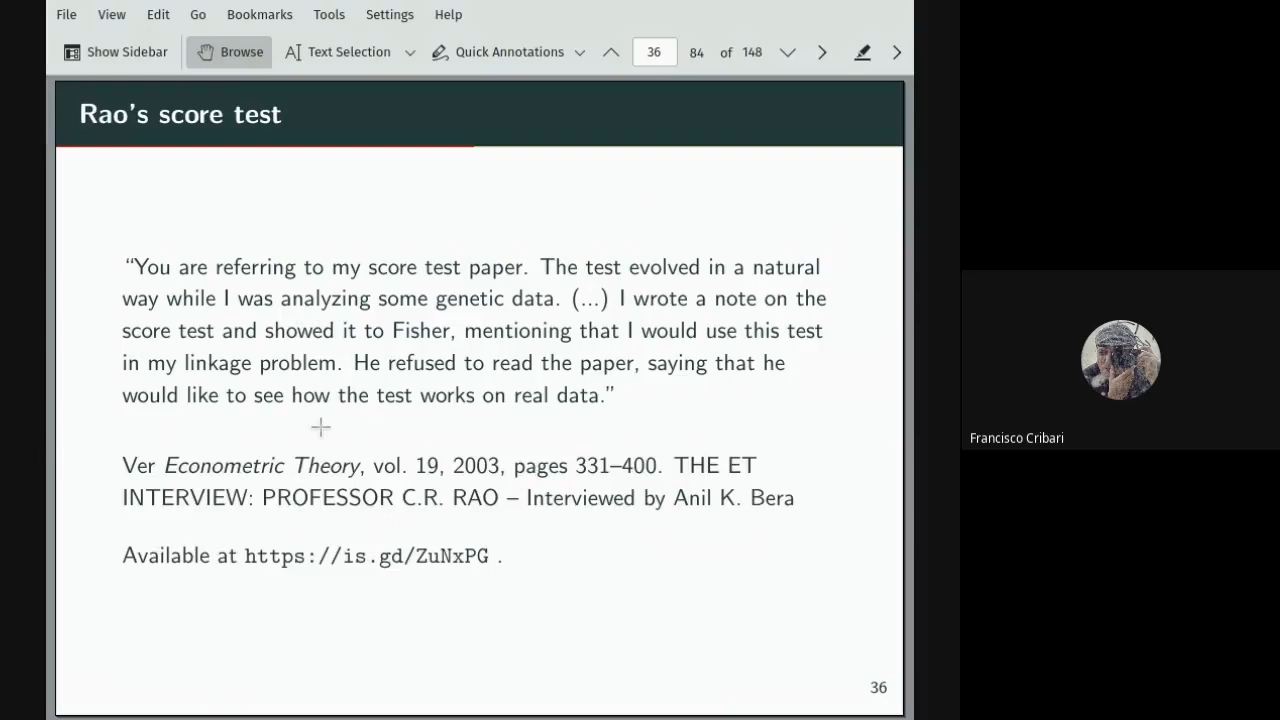 File View Edit Go Bookmarks Tools Settings Help
Show Sidebar Browse Text Selection Quick Annotations 36 84 of 148
Rao's score test
“You are referring to my score test paper. The test evolved in a natural
way while I was analyzing some genetic data. (...) I wrote a note on the
score test and showed it to Fisher, mentioning that I would use this test
in my linkage problem. He refused to read the paper, saying that he
would like to see how the test works on real data.”
Ver Econometric Theory, vol. 19, 2003, pages 331–400. THE ET
INTERVIEW: PROFESSOR C.R. RAO – Interviewed by Anil K. Bera
Available at https://is.gd/ZuNxPG .
36
Francisco Cribari